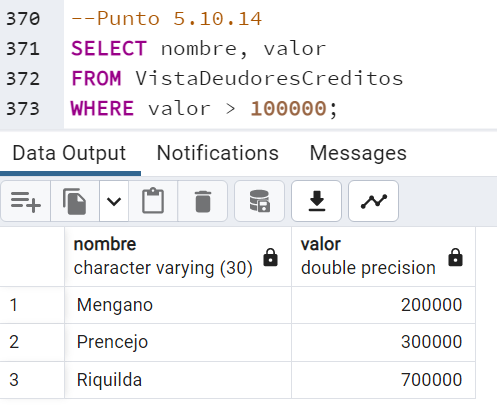 370 --Punto 5.10.14
371 SELECT nombre, valor
372 FROM VistaDeudoresCreditos
373 WHERE valor > 100000;
Data Output Notifications Messages
nombre valor
character varying (30) double precision
1 Mengano 200000
2 Prencejo 300000
3 Riquilda 700000